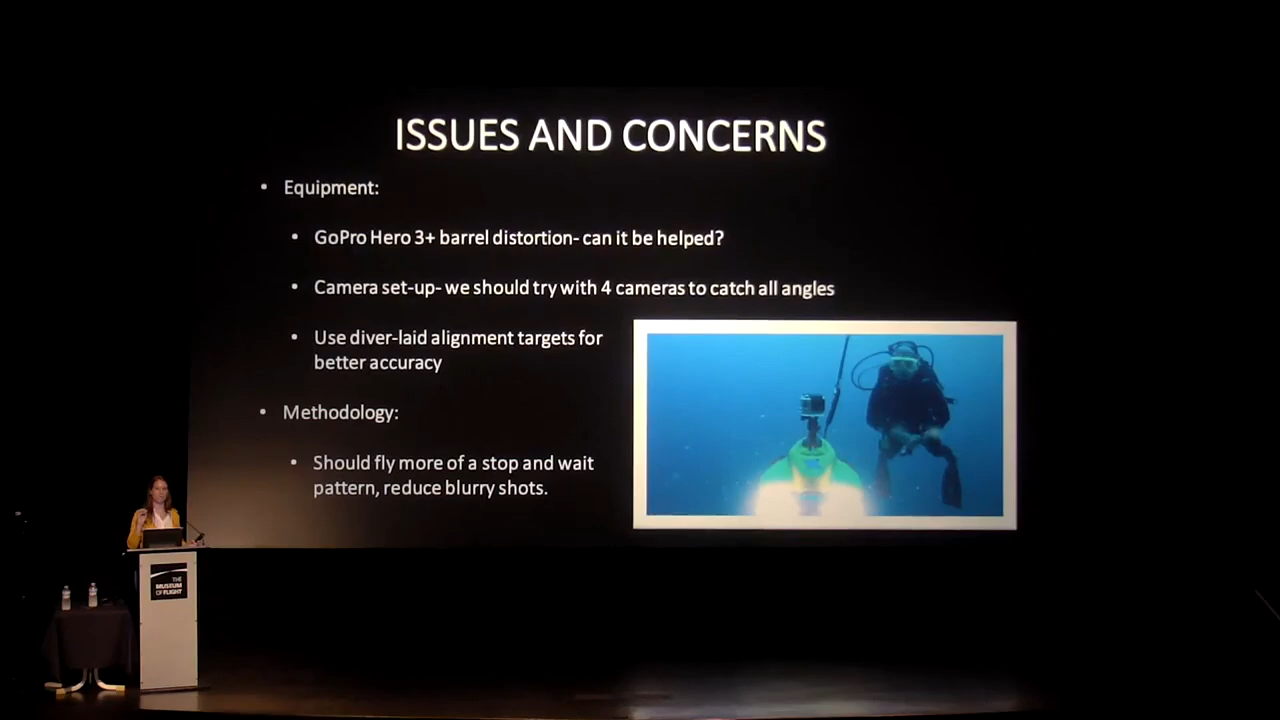 ISSUES AND CONCERNS
• Equipment:
• GoPro Hero 3+ barrel distortion- can it be helped?
• Camera set-up- we should try with 4 cameras to catch all angles
• Use diver-laid alignment targets for
better accuracy
• Methodology:
• Should fly more of a stop and wait
pattern, reduce blurry shots.
THE
MUSEUM
OF FLIGHT